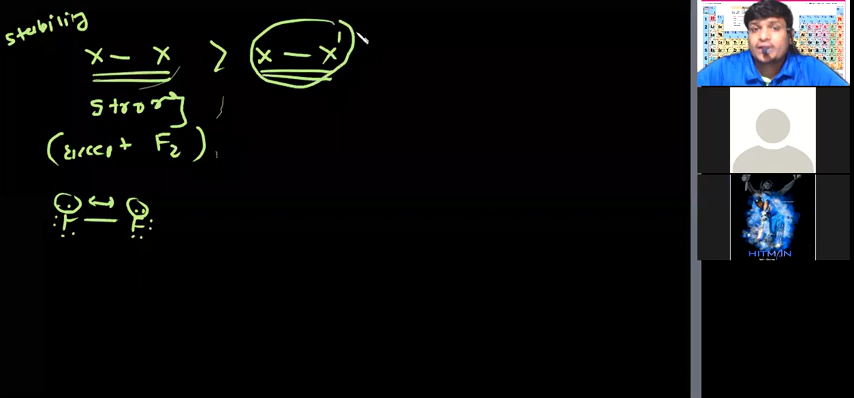 stability
x — x > x — x'
strong
(except F₂)
:F — F:
HITMAN